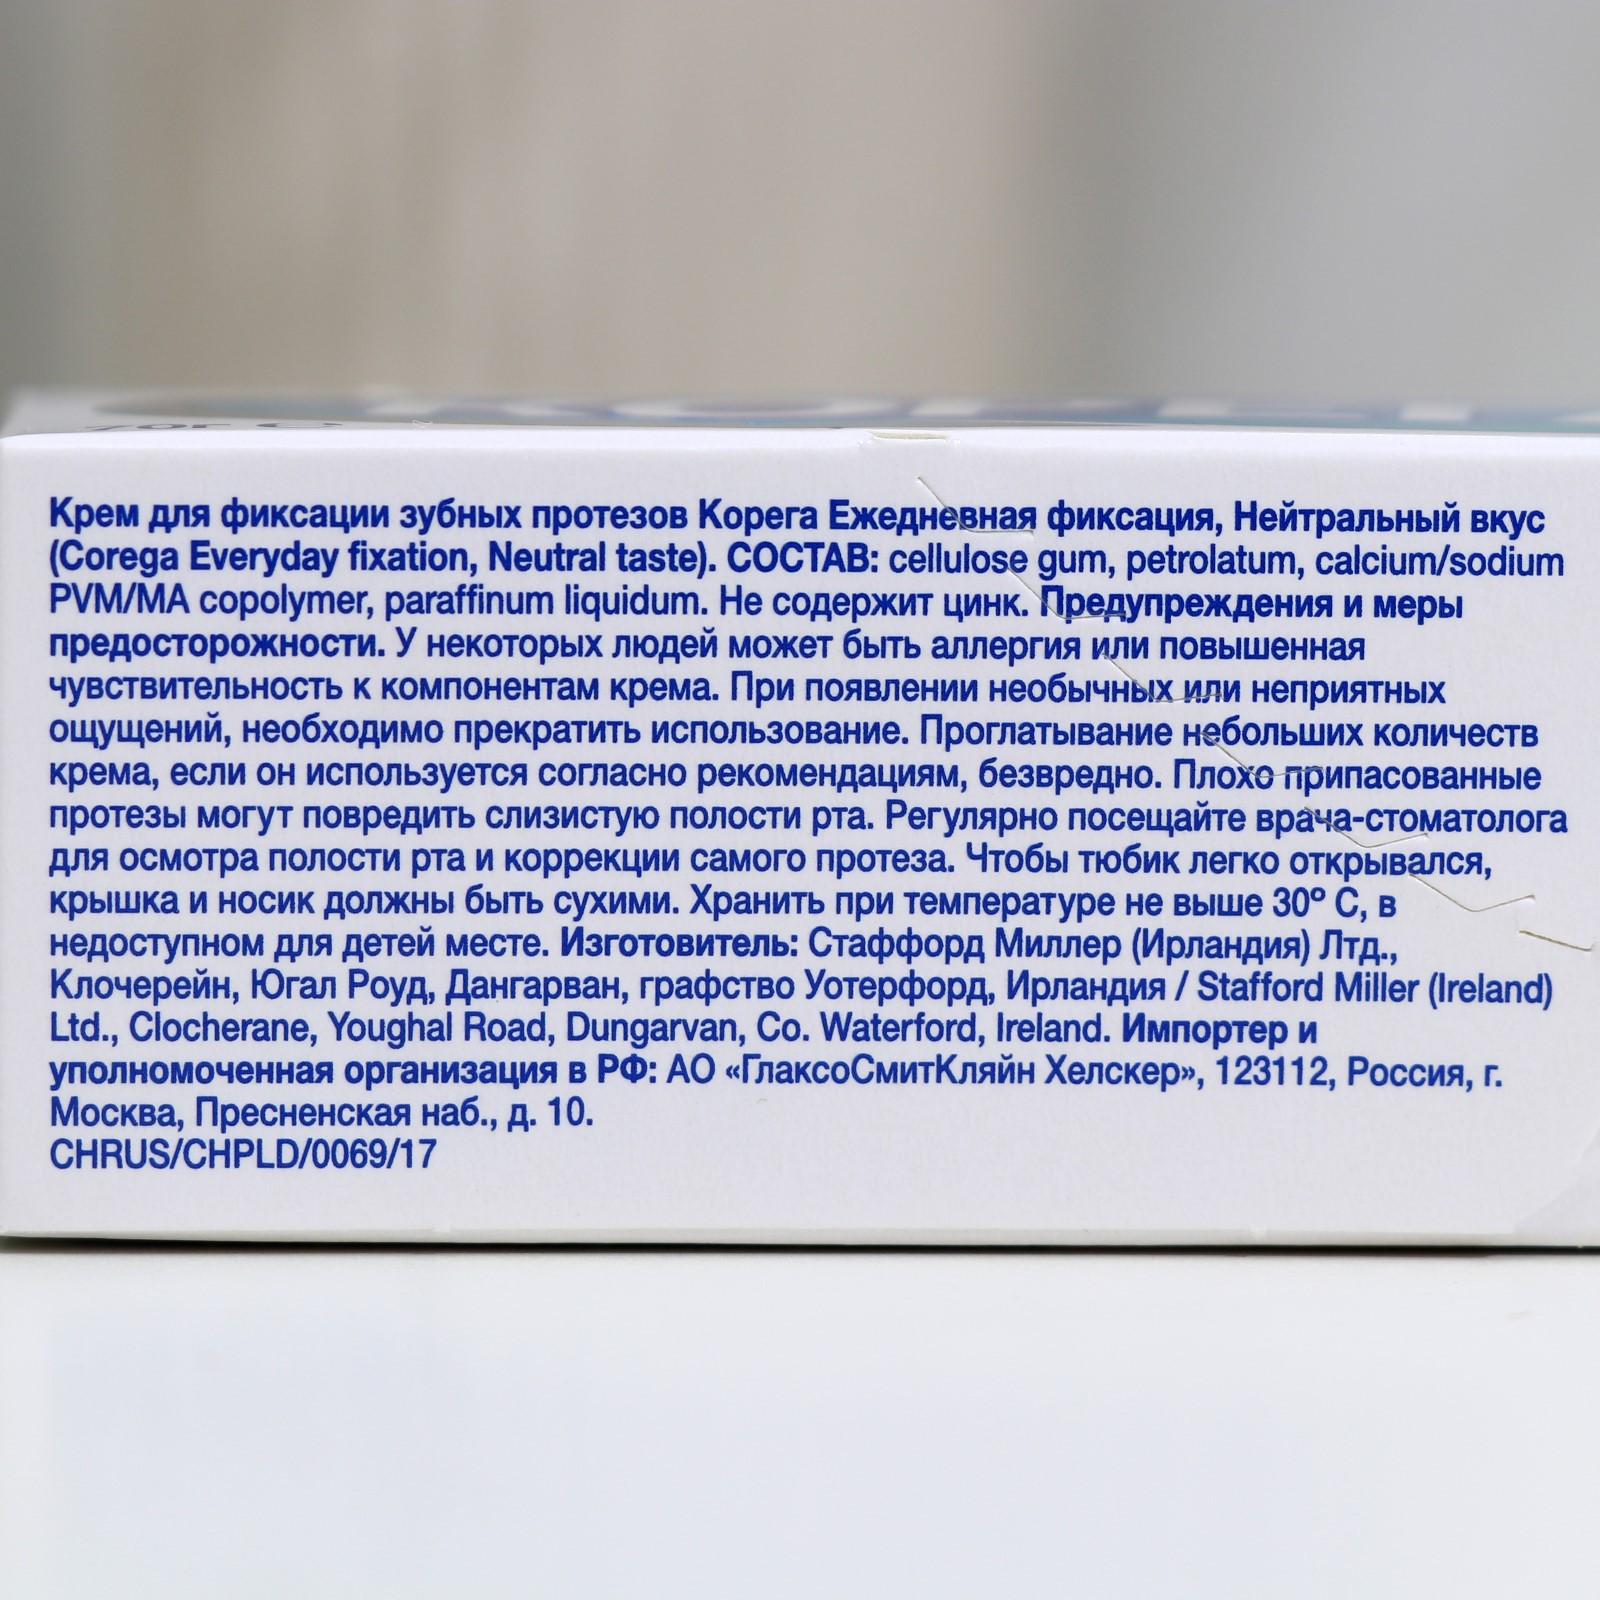 70г
Крем для фиксации зубных протезов Корега Ежедневная фиксация, Нейтральный вкус
(Corega Everyday fixation, Neutral taste). СОСТАВ: cellulose gum, petrolatum, calcium/sodium
PVM/MA copolymer, paraffinum liquidum. Не содержит цинк. Предупреждения и меры
предосторожности. У некоторых людей может быть аллергия или повышенная
чувствительность к компонентам крема. При появлении необычных или неприятных
ощущений, необходимо прекратить использование. Проглатывание небольших количеств
крема, если он используется согласно рекомендациям, безвредно. Плохо припасованные
протезы могут повредить слизистую полости рта. Регулярно посещайте врача-стоматолога
для осмотра полости рта и коррекции самого протеза. Чтобы тюбик легко открывался,
крышка и носик должны быть сухими. Хранить при температуре не выше 30º С, в
недоступном для детей месте. Изготовитель: Стаффорд Миллер (Ирландия) Лтд.,
Клочерейн, Югал Роуд, Дангарван, графство Уотерфорд, Ирландия / Stafford Miller (Ireland)
Ltd., Clocherane, Youghal Road, Dungarvan, Co. Waterford, Ireland. Импортер и
уполномоченная организация в РФ: АО «ГлаксоСмитКляйн Хелскер», 123112, Россия, г.
Москва, Пресненская наб., д. 10.
CHRUS/CHPLD/0069/17